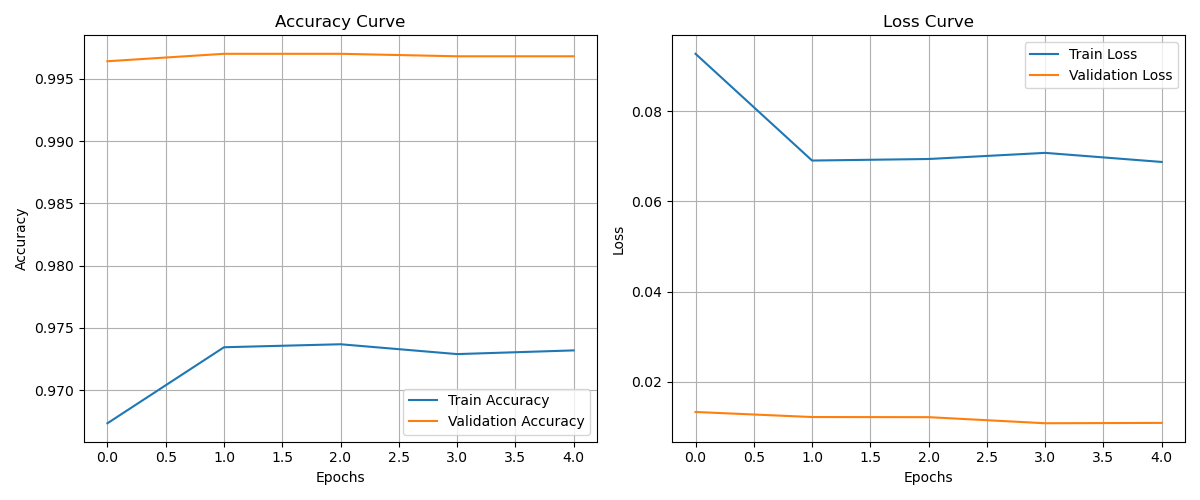 Accuracy Curve
Accuracy
0.995
0.990
0.985
0.980
0.975
0.970
Train Accuracy
Validation Accuracy
0.0 0.5 1.0 1.5 2.0 2.5 3.0 3.5 4.0
Epochs
Loss Curve
Loss
0.08
0.06
0.04
0.02
Train Loss
Validation Loss
0.0 0.5 1.0 1.5 2.0 2.5 3.0 3.5 4.0
Epochs